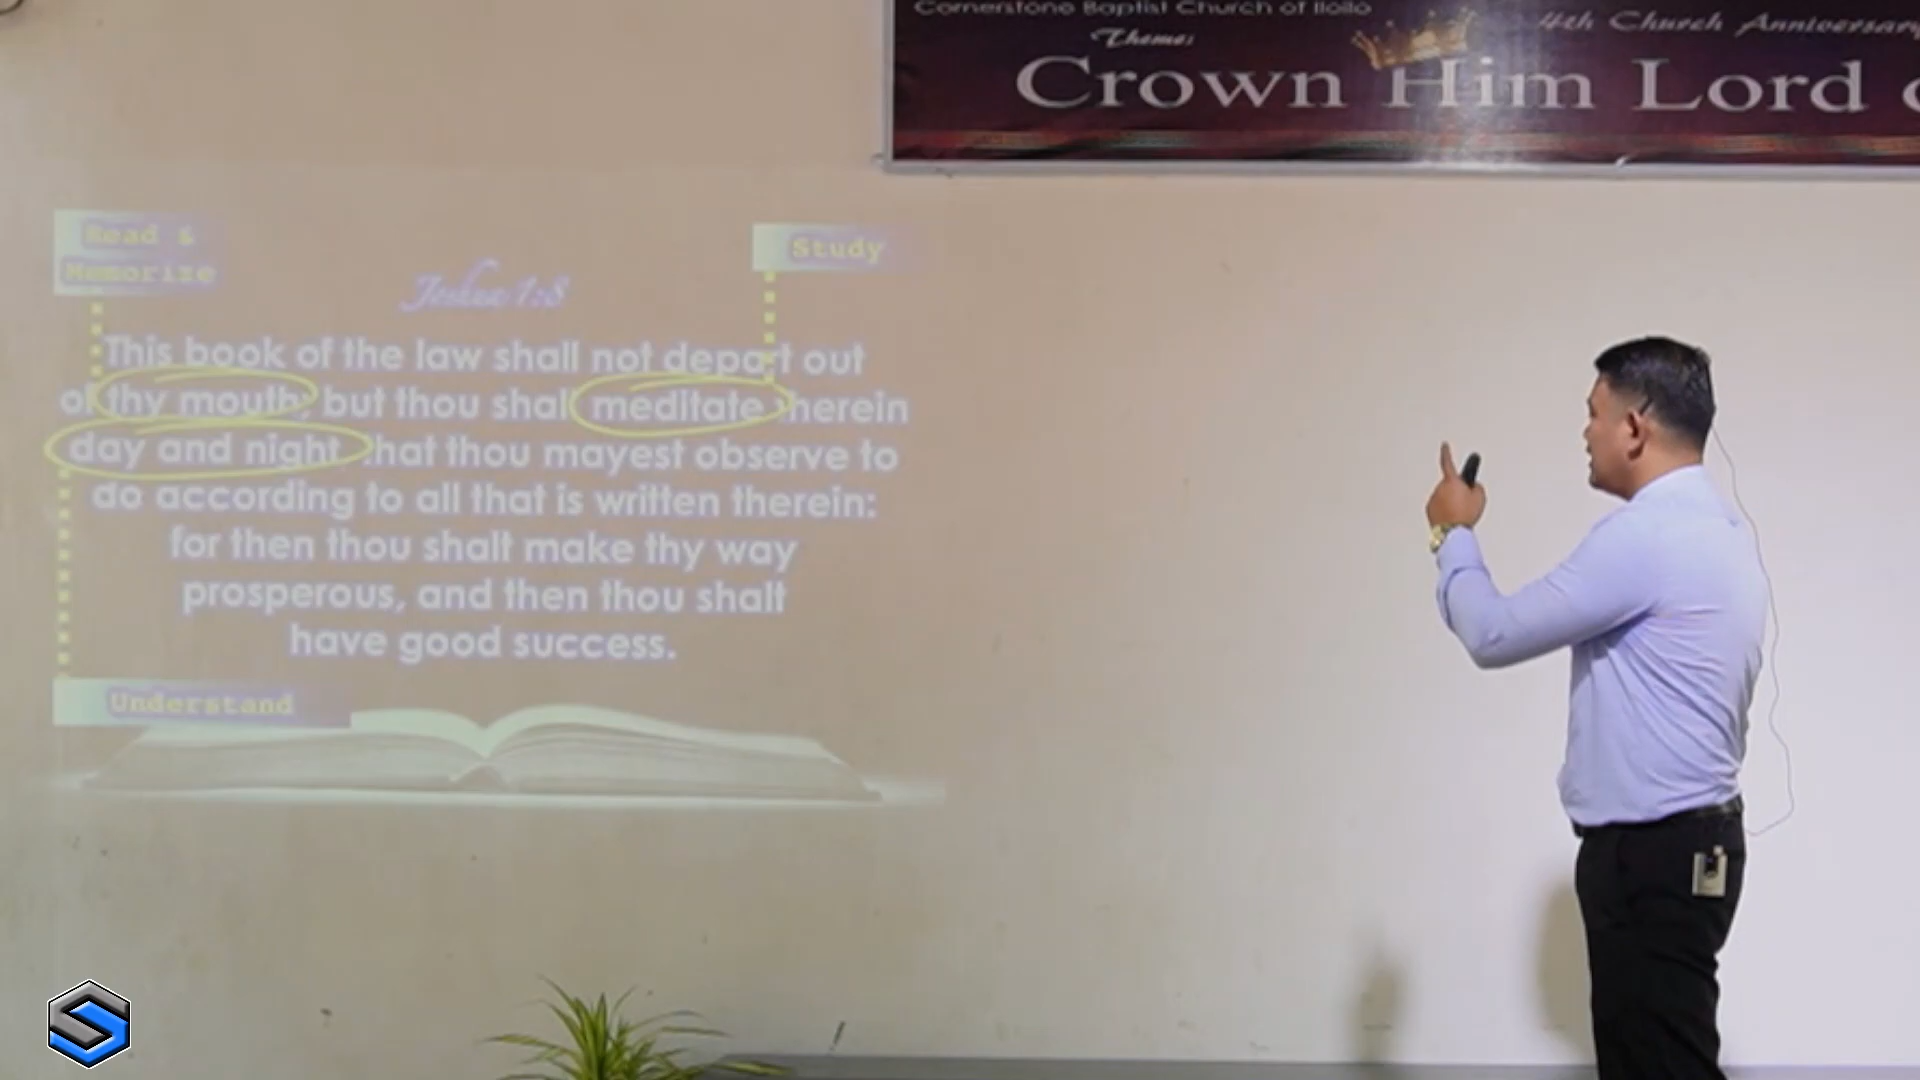 Cornerstone Baptist Church of Iloilo
4th Church Anniversary
Theme:
Crown Him Lord
Read &
Memorize
Study
Joshua 1:8
This book of the law shall not depart out
of thy mouth; but thou shalt meditate therein
day and night that thou mayest observe to
do according to all that is written therein:
for then thou shalt make thy way
prosperous, and then thou shalt
have good success.
Understand